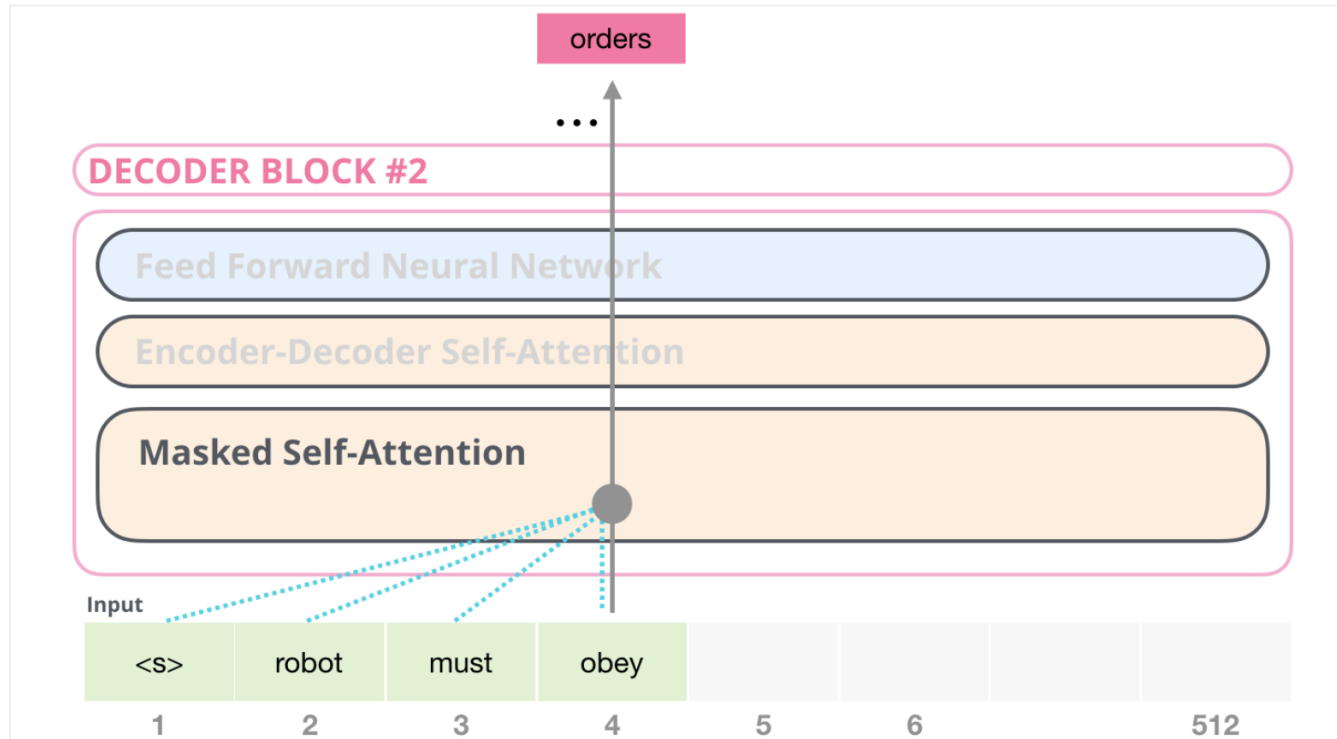 orders
...
DECODER BLOCK #2
Feed Forward Neural Network
Encoder-Decoder Self-Attention
Masked Self-Attention
Input
<s> robot must obey
1 2 3 4 5 6 512